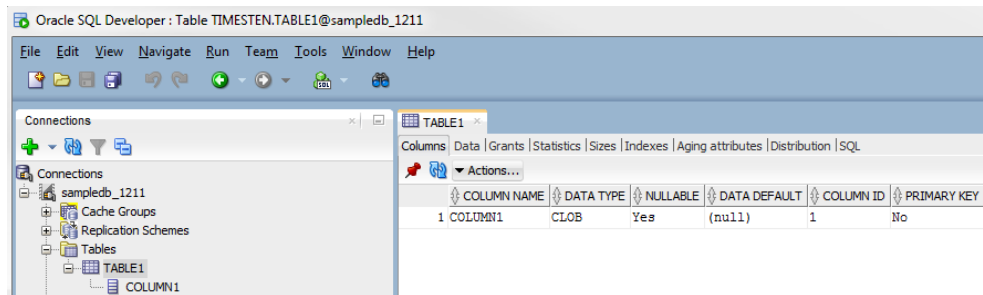 Oracle SQL Developer : Table TIMESTEN.TABLE1@sampledb_1211
File Edit View Navigate Run Team Tools Window Help
Connections
Connections
sampledb_1211
Cache Groups
Replication Schemes
Tables
TABLE1
COLUMN1
TABLE1
Columns Data Grants Statistics Sizes Indexes Aging attributes Distribution SQL
Actions...
COLUMN NAME DATA TYPE NULLABLE DATA DEFAULT COLUMN ID PRIMARY KEY
1 COLUMN1 CLOB Yes (null) 1 No